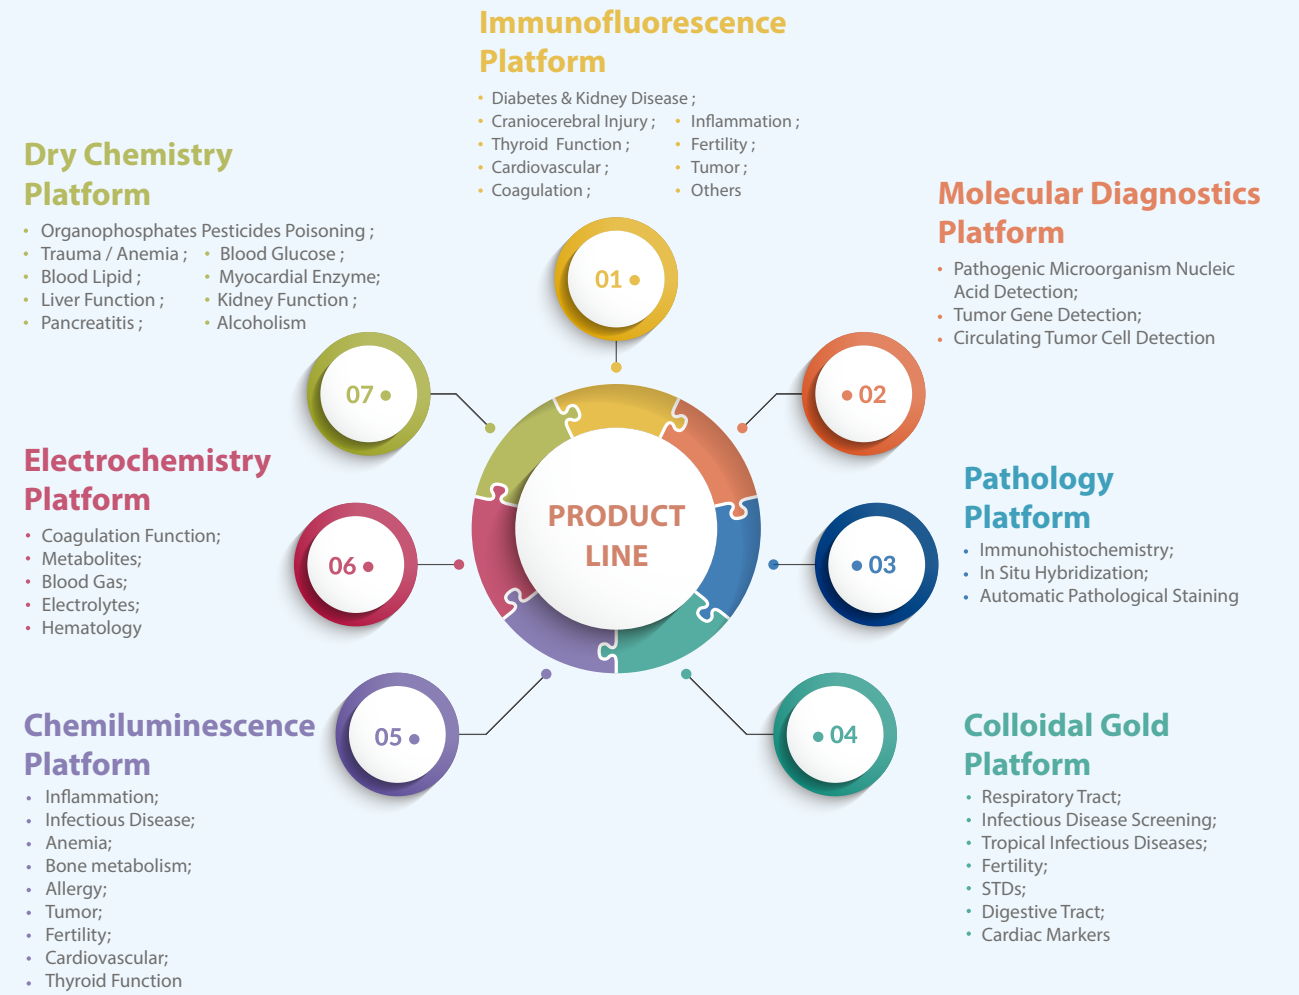 Immunofluorescence
Platform
• Diabetes & Kidney Disease ;
• Craniocerebral Injury ; • Inflammation ;
• Thyroid Function ; • Fertility ;
• Cardiovascular ; • Tumor ;
• Coagulation ; • Others
01
Molecular Diagnostics
Platform
• Pathogenic Microorganism Nucleic
Acid Detection;
• Tumor Gene Detection;
• Circulating Tumor Cell Detection
02
Pathology
Platform
• Immunohistochemistry;
• In Situ Hybridization;
• Automatic Pathological Staining
03
Colloidal Gold
Platform
• Respiratory Tract;
• Infectious Disease Screening;
• Tropical Infectious Diseases;
• Fertility;
• STDs;
• Digestive Tract;
• Cardiac Markers
04
Chemiluminescence
Platform
• Inflammation;
• Infectious Disease;
• Anemia;
• Bone metabolism;
• Allergy;
• Tumor;
• Fertility;
• Cardiovascular;
• Thyroid Function
05
Electrochemistry
Platform
• Coagulation Function;
• Metabolites;
• Blood Gas;
• Electrolytes;
• Hematology
06
Dry Chemistry
Platform
• Organophosphates Pesticides Poisoning ;
• Trauma / Anemia ; • Blood Glucose ;
• Blood Lipid ; • Myocardial Enzyme;
• Liver Function ; • Kidney Function ;
• Pancreatitis ; • Alcoholism
07
PRODUCT
LINE